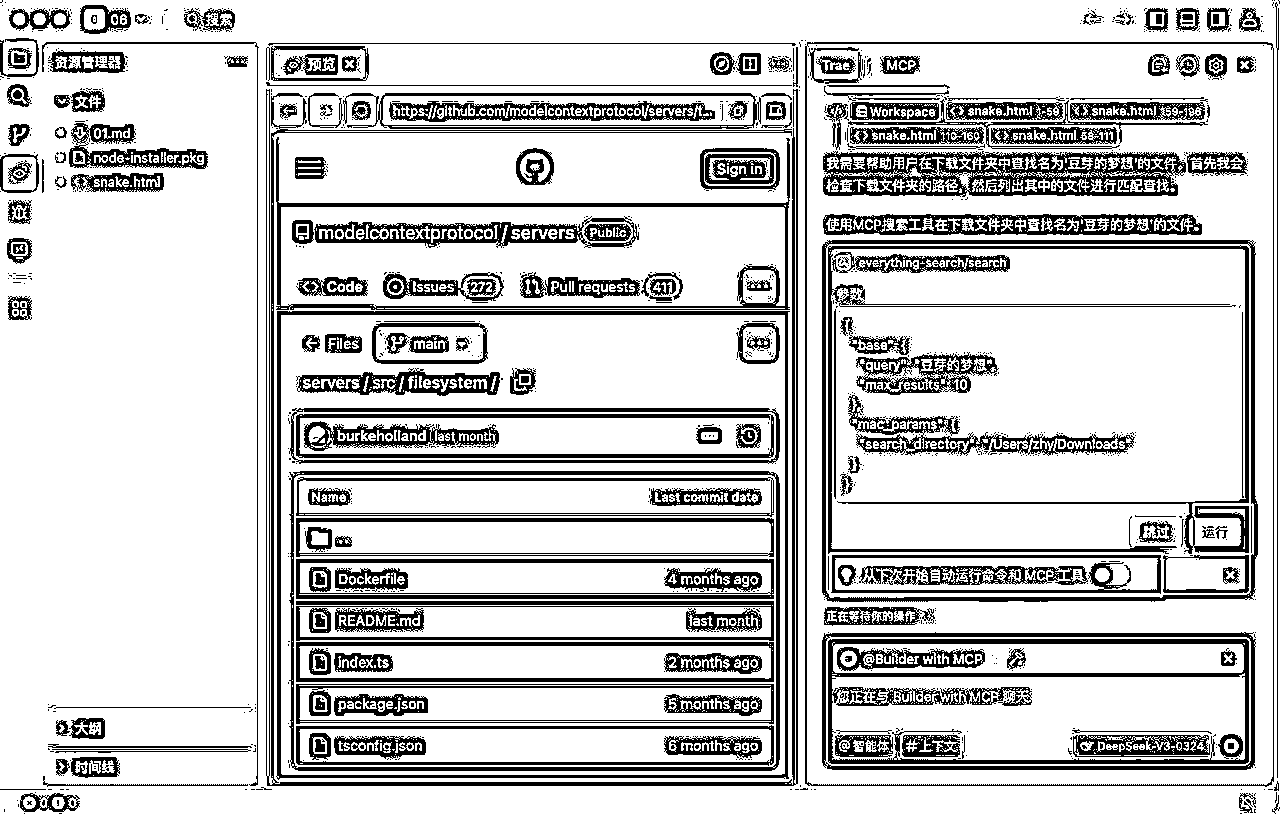 06
搜索
资源管理器
文件
01.md
node-installer.pkg
snake.html
大纲
时间线
预览
https://github.com/modelcontextprotocol/servers/t...
Sign in
modelcontextprotocol / servers Public
Code Issues 272 Pull requests 411
Files main
servers / src / filesystem /
burkeholland last month
Name Last commit date
..
Dockerfile 4 months ago
README.md last month
index.ts 2 months ago
package.json 5 months ago
tsconfig.json 6 months ago
Trae MCP
Workspace snake.html 1-59 snake.html
snake.html 110-160 snake.html 58-111
我需要帮助用户在下载文件夹中查找名为'豆芽的梦想'的文件。首先我会
检查下载文件夹的路径，然后列出其中的文件进行匹配查找。
使用MCP搜索工具在下载文件夹中查找名为'豆芽的梦想'的文件。
everything-search/search
参数
{
"base": {
"query": "豆芽的梦想",
"max_results": 10
},
"mac_params": {
"search_directory": "/Users/zhy/Downloads"
}
}
跳过 运行
从下次开始自动运行命令和 MCP 工具
正在等待你的操作
@Builder with MCP
您正在与 Builder with MCP 聊天
@ 智能体 # 上下文 DeepSeek-V3-0324